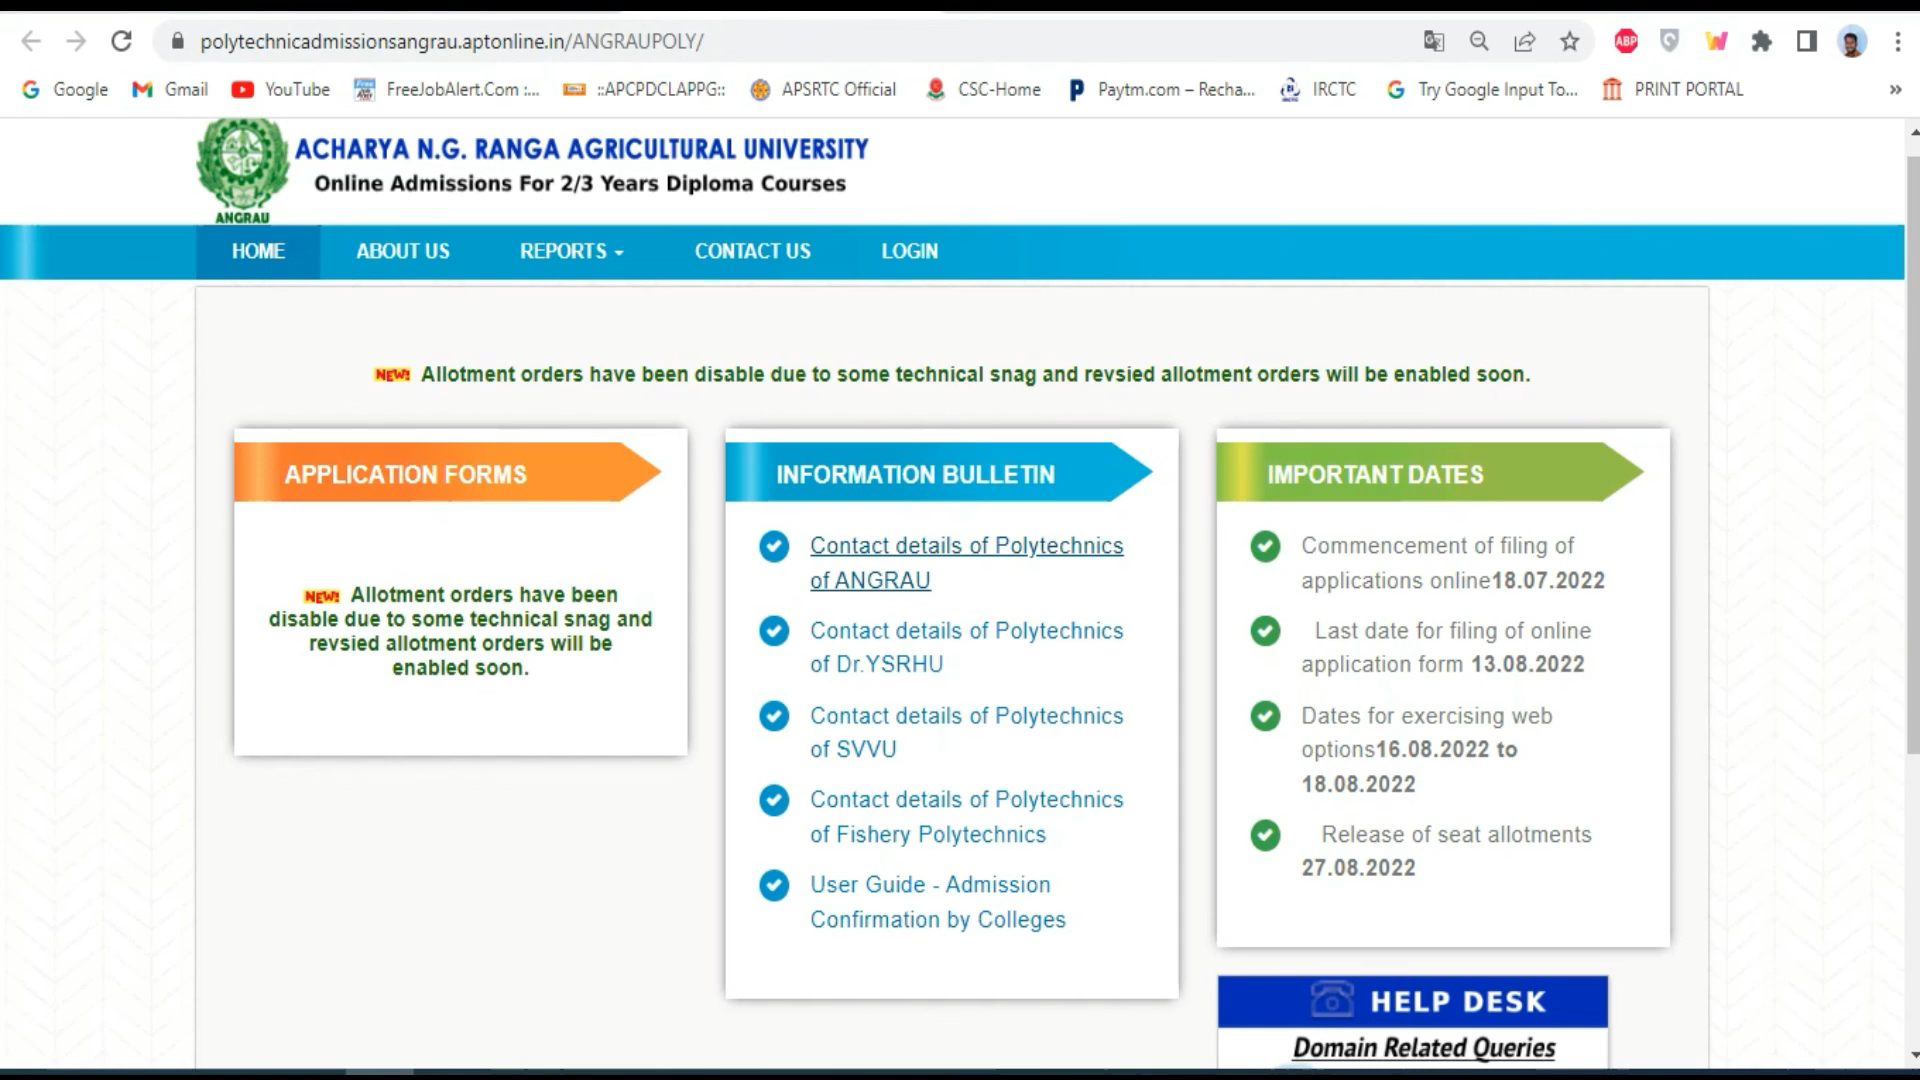 polytechnicadmissionsangrau.aptonline.in/ANGRAUPOLY/
ABP
Google
Gmail
YouTube
FreeJobAlert.Com :...
::APCPDCLAPPG::
APSRTC Official
CSC-Home
Paytm.com – Recha...
IRCTC
Try Google Input To...
PRINT PORTAL
»
ACHARYA N.G. RANGA AGRICULTURAL UNIVERSITY
Online Admissions For 2/3 Years Diploma Courses
ANGRAU
HOME
ABOUT US
REPORTS
CONTACT US
LOGIN
NEW! Allotment orders have been disable due to some technical snag and revsied allotment orders will be enabled soon.
APPLICATION FORMS
NEW! Allotment orders have been
disable due to some technical snag and
revsied allotment orders will be
enabled soon.
INFORMATION BULLETIN
Contact details of Polytechnics
of ANGRAU
Contact details of Polytechnics
of Dr.YSRHU
Contact details of Polytechnics
of SVVU
Contact details of Polytechnics
of Fishery Polytechnics
User Guide - Admission
Confirmation by Colleges
IMPORTANT DATES
Commencement of filing of
applications online18.07.2022
Last date for filing of online
application form 13.08.2022
Dates for exercising web
options16.08.2022 to
18.08.2022
Release of seat allotments
27.08.2022
HELP DESK
Domain Related Queries